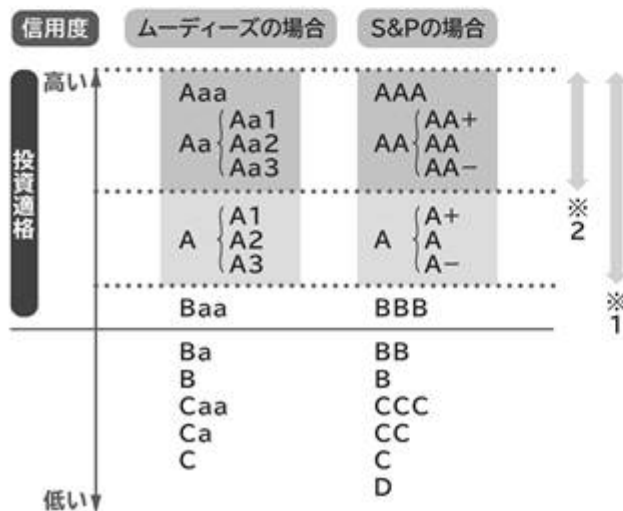 信用度 ムーディーズの場合 S&Pの場合
高い
投資適格
Aaa AAA
Aa Aa1 AA AA+
Aa2 AA
Aa3 AA−
※2
A1 A+
A A2 A A
A3 A−
Baa BBB
※1
Ba BB
B B
Caa CCC
Ca CC
C C
D
低い